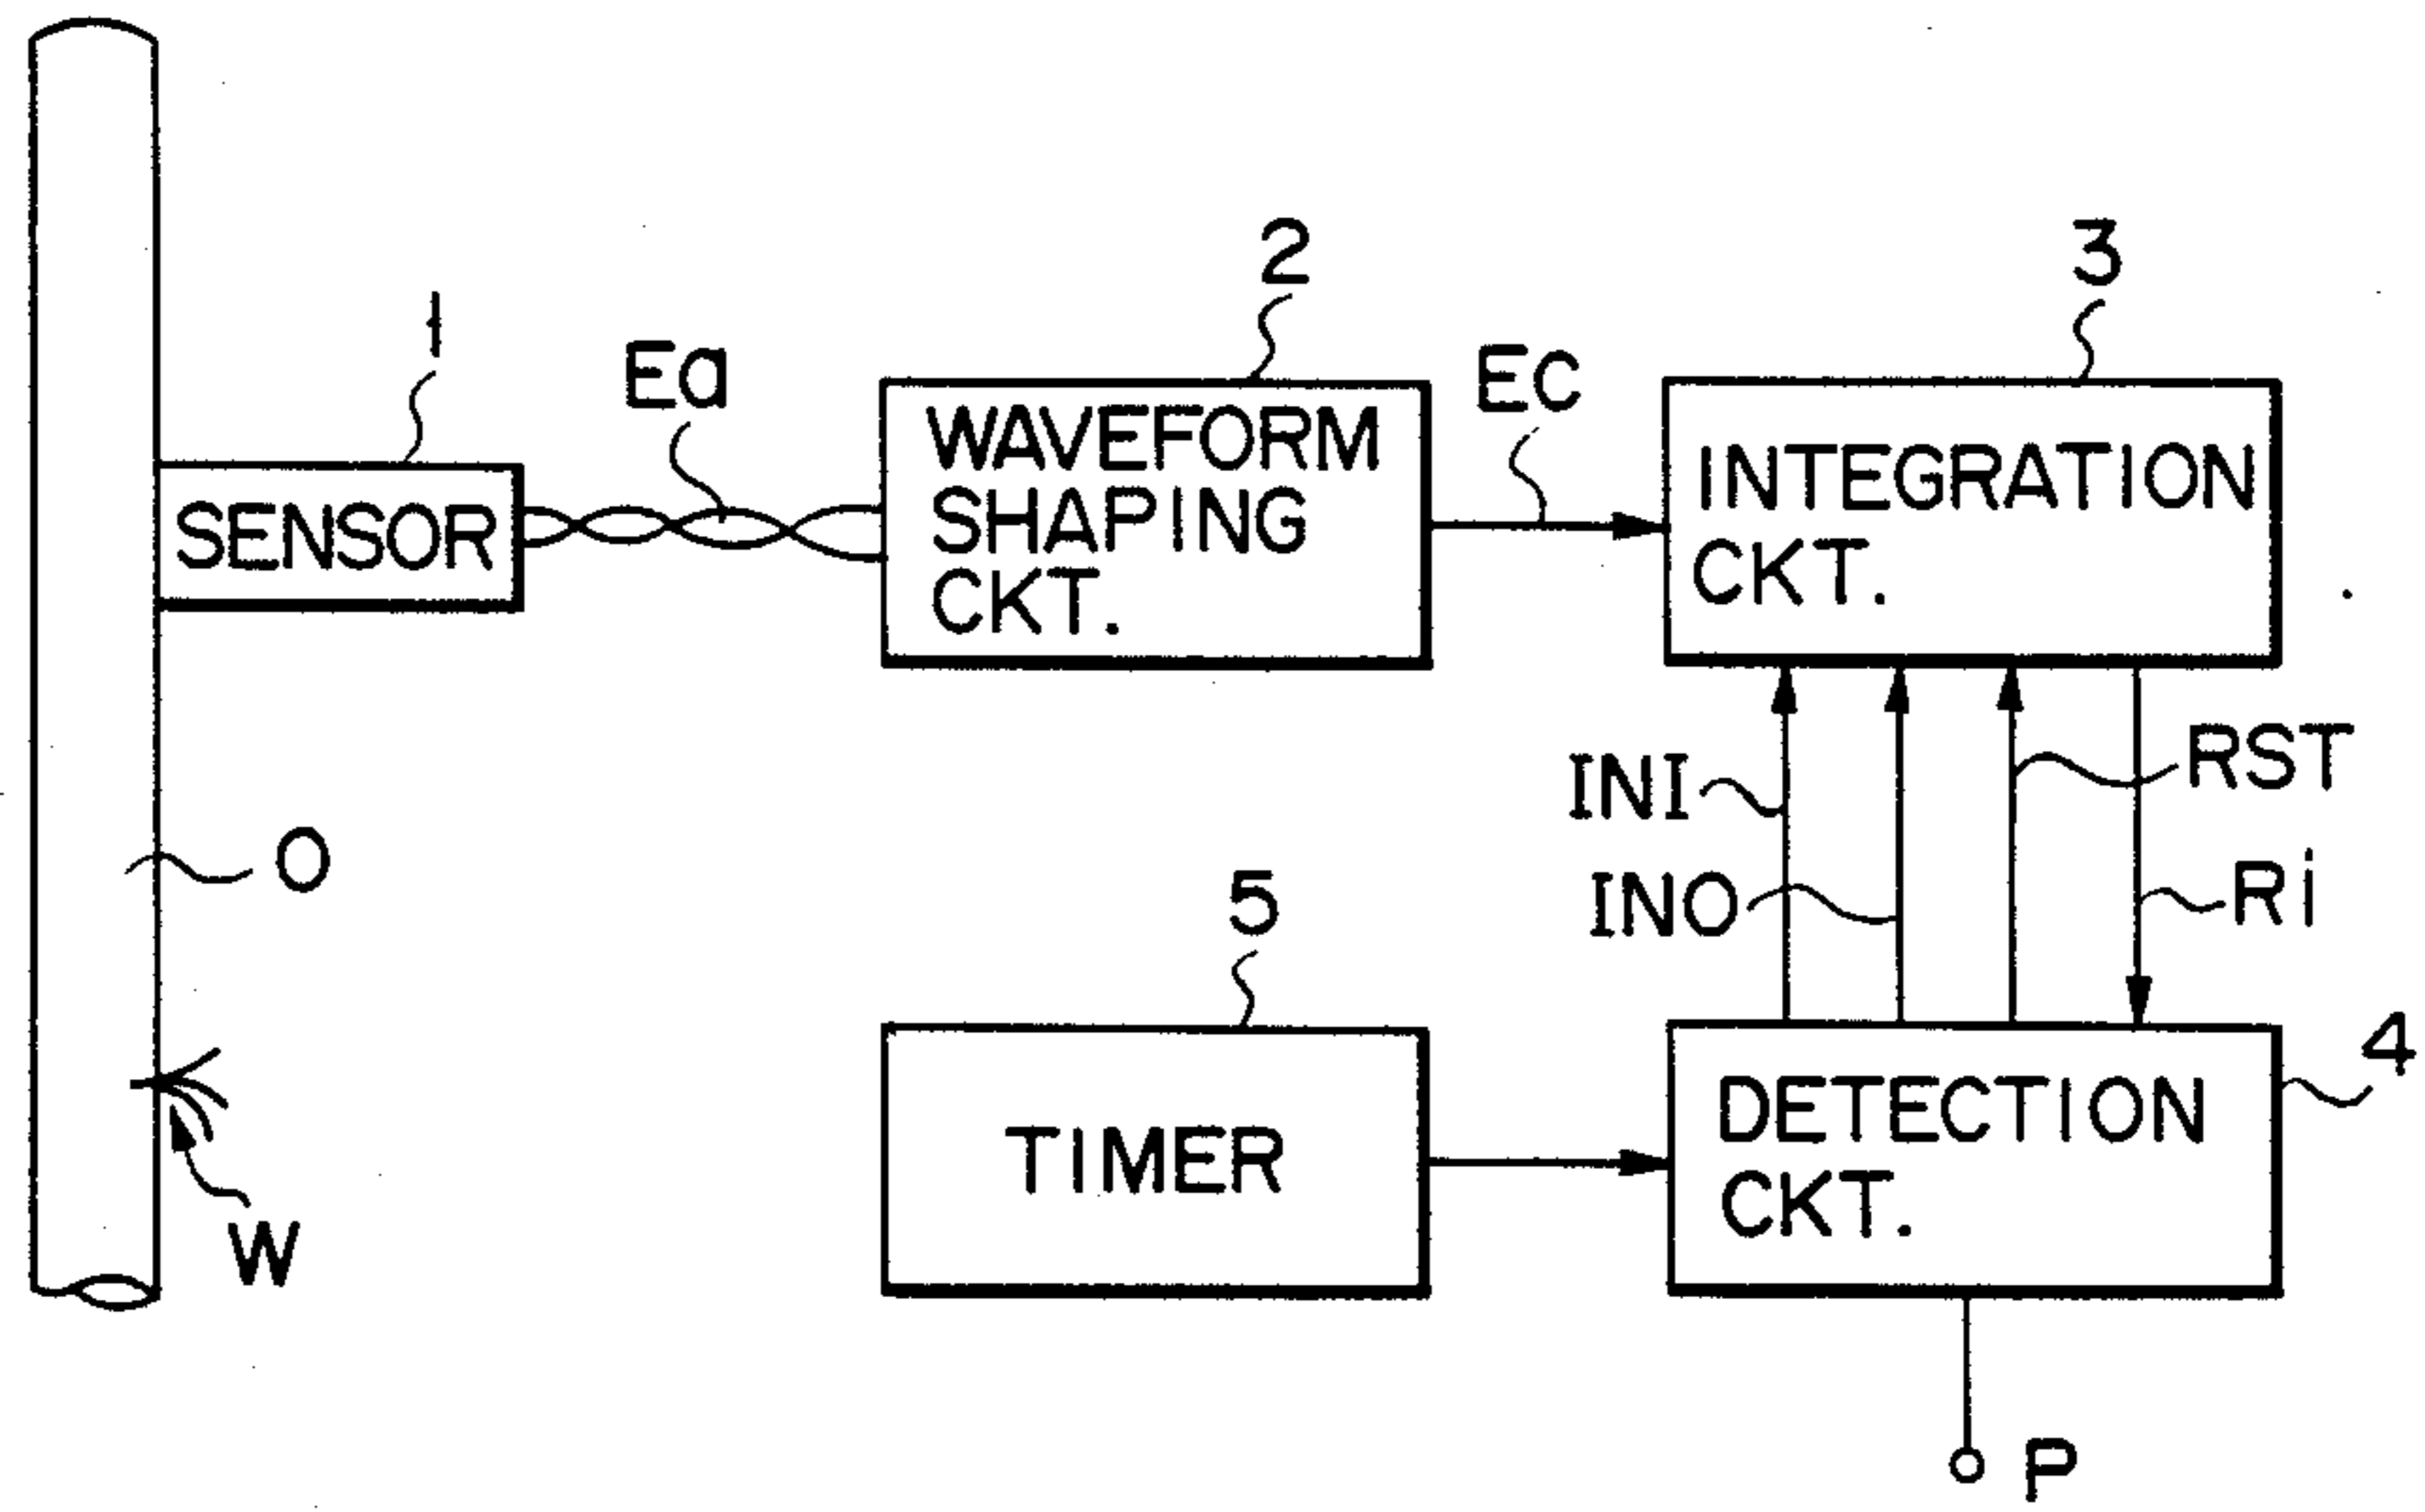 2
3
1
Ea
Ec
WAVEFORM
SHAPING
CKT.
INTEGRATION
CKT.
SENSOR
INI
RST
O
INO
Ri
5
4
TIMER
DETECTION
CKT.
W
P